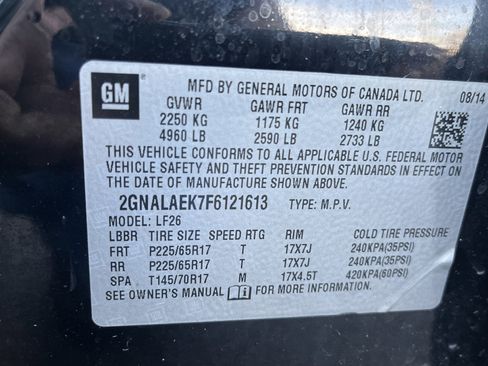 GM
MFD BY GENERAL MOTORS OF CANADA LTD. 08/14
GVWR GAWR FRT GAWR RR
2250 KG 1175 KG 1240 KG
4960 LB 2590 LB 2733 LB
THIS VEHICLE CONFORMS TO ALL APPLICABLE U.S. FEDERAL MOTOR
VEHICLE SAFETY AND THEFT PREVENTION STANDARDS IN EFFECT ON
THE DATE OF MANUFACTURE SHOWN ABOVE.
2GNALAEK7F6121613 TYPE: M.P.V.
MODEL: LF26
LBBR TIRE SIZE SPEED RTG RIM COLD TIRE PRESSURE
FRT P225/65R17 T 17X7J 240KPA(35PSI)
RR P225/65R17 T 17X7J 240KPA(35PSI)
SPA T145/70R17 M 17X4.5T 420KPA(60PSI)
SEE OWNER'S MANUAL FOR MORE INFORMATION